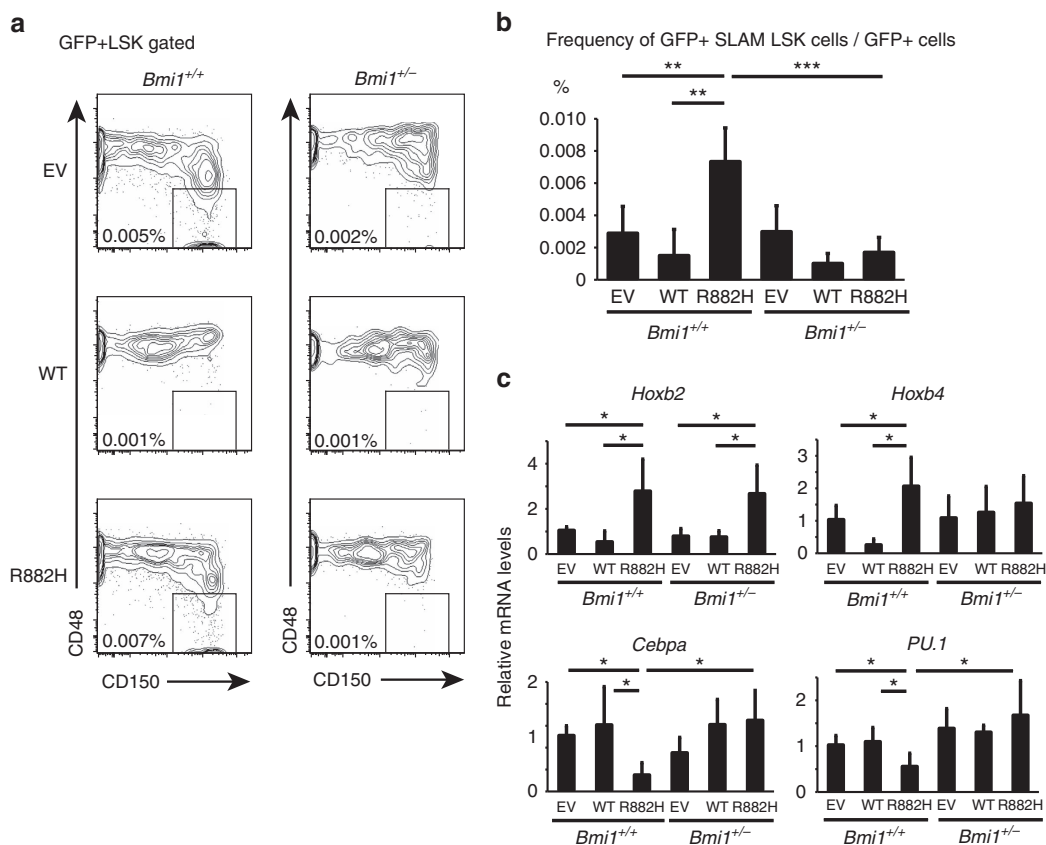 a
GFP+LSK gated
Bmi1+/+
Bmi1+/–
EV
0.005%
0.002%
WT
0.001%
0.001%
R882H
0.007%
0.001%
CD48
CD48
CD150
CD150
b
Frequency of GFP+ SLAM LSK cells / GFP+ cells
** ***
**
%
0.010
0.008
0.006
0.004
0.002
0
EV WT R882H EV WT R882H
Bmi1+/+ Bmi1+/–
c
Relative mRNA levels
Hoxb2
* *
* *
4
2
0
EV WT R882H EV WT R882H
Bmi1+/+ Bmi1+/–
Hoxb4
*
*
3
2
1
0
EV WT R882H EV WT R882H
Bmi1+/+ Bmi1+/–
Cebpa
* *
*
2
1
0
EV WT R882H EV WT R882H
Bmi1+/+ Bmi1+/–
PU.1
* *
*
2
1
0
EV WT R882H EV WT R882H
Bmi1+/+ Bmi1+/–